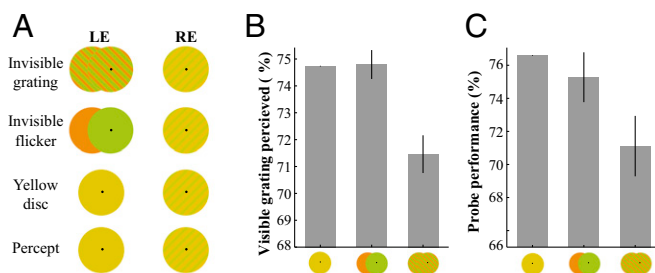 A
LE
RE
Invisible
grating
Invisible
flicker
Yellow
disc
Percept
B
Visible grating percieved ( %)
75
74
73
72
71
70
69
68
C
Probe performance (%)
76
74
72
70
68
66